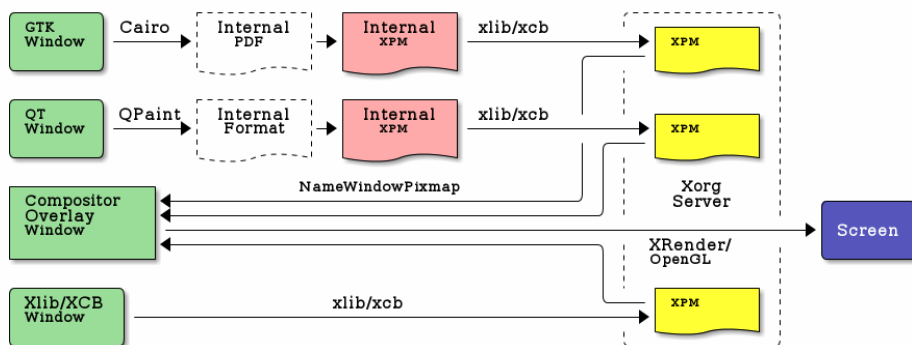 GTK
Window
Cairo
Internal
PDF
Internal
XPM
xlib/xcb
XPM
QT
Window
QPaint
Internal
Format
Internal
XPM
xlib/xcb
XPM
NameWindowPixmap
Compositor
Overlay
Window
Xorg
Server
Screen
XRender/
OpenGL
Xlib/XCB
Window
xlib/xcb
XPM